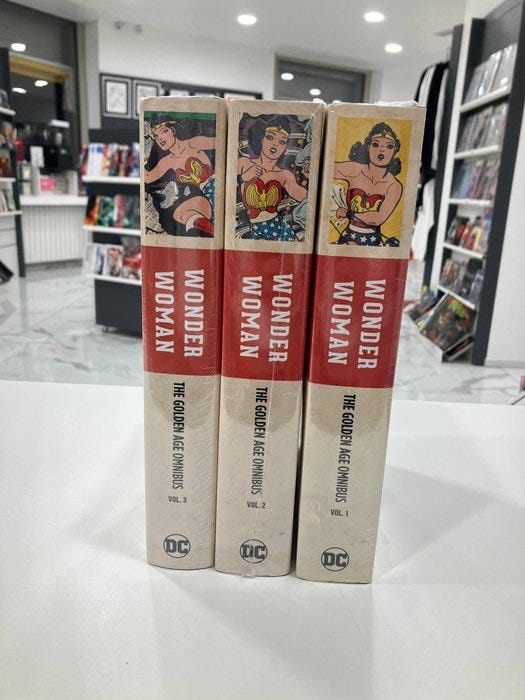 WONDER
WOMAN
THE GOLDEN AGE OMNIBUS
VOL. 3
DC
WONDER
WOMAN
THE GOLDEN AGE OMNIBUS
VOL. 2
DC
WONDER
WOMAN
THE GOLDEN AGE OMNIBUS
VOL. 1
DC